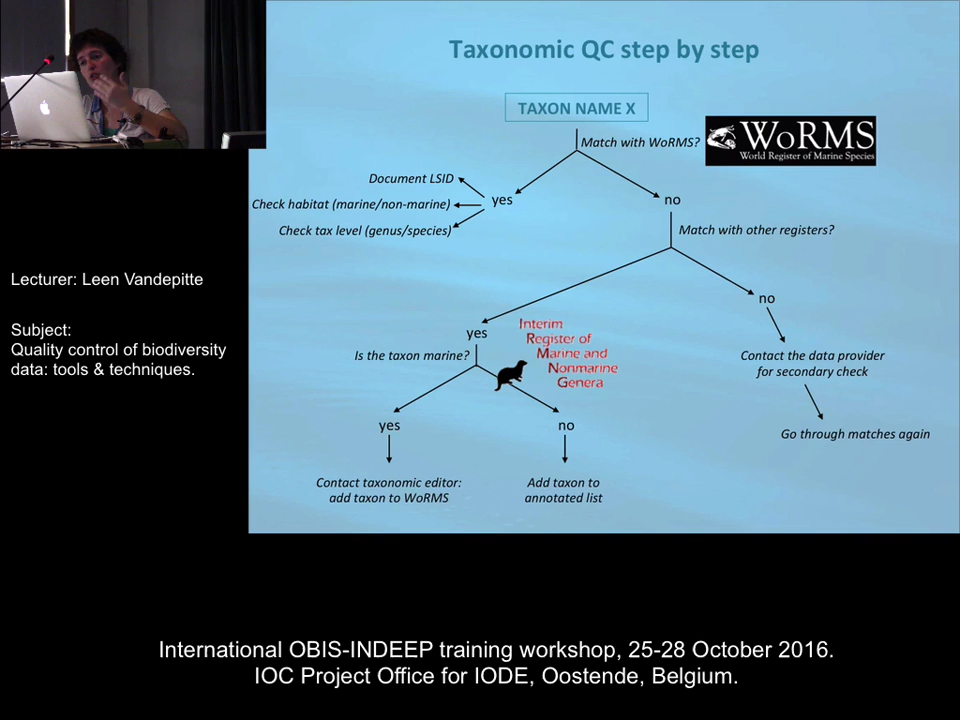 Taxonomic QC step by step
TAXON NAME X
Match with WoRMS?
WoRMS
World Register of Marine Species
Document LSID
Check habitat (marine/non-marine)
Check tax level (genus/species)
yes
no
Match with other registers?
Lecturer: Leen Vandepitte
Subject:
Quality control of biodiversity
data: tools & techniques.
yes
no
Is the taxon marine?
Interim
Register of
Marine and
Nonmarine
Genera
Contact the data provider
for secondary check
Go through matches again
yes
no
Contact taxonomic editor:
add taxon to WoRMS
Add taxon to
annotated list
International OBIS-INDEEP training workshop, 25-28 October 2016.
IOC Project Office for IODE, Oostende, Belgium.